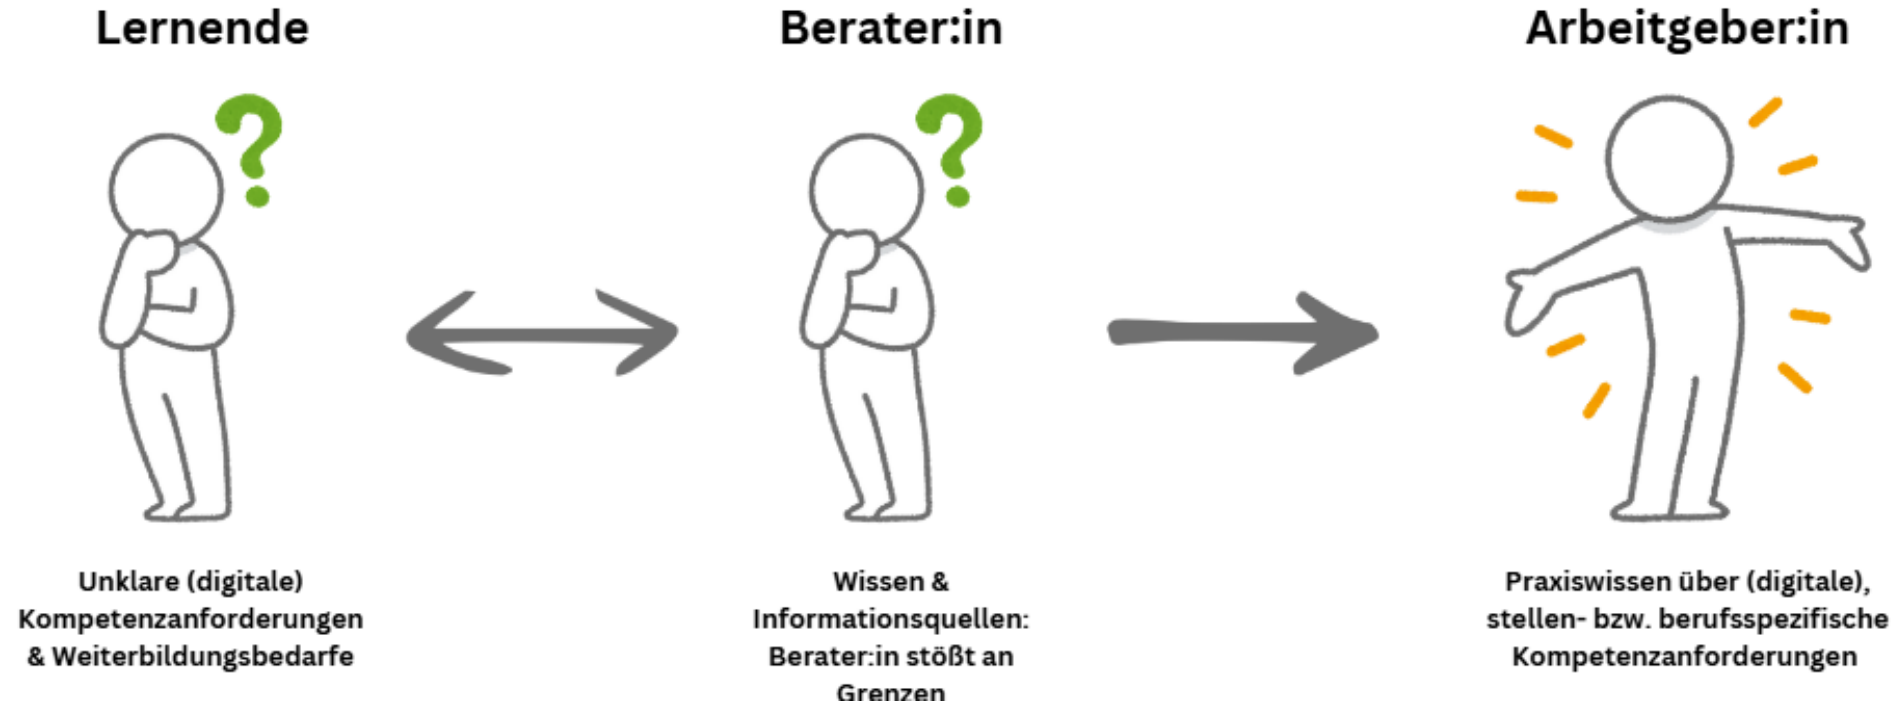 Lernende
Berater:in
Arbeitgeber:in
Unklare (digitale)
Kompetenzanforderungen
& Weiterbildungsbedarfe
Wissen &
Informationsquellen:
Berater:in stößt an
Grenzen
Praxiswissen über (digitale),
stellen- bzw. berufsspezifische
Kompetenzanforderungen